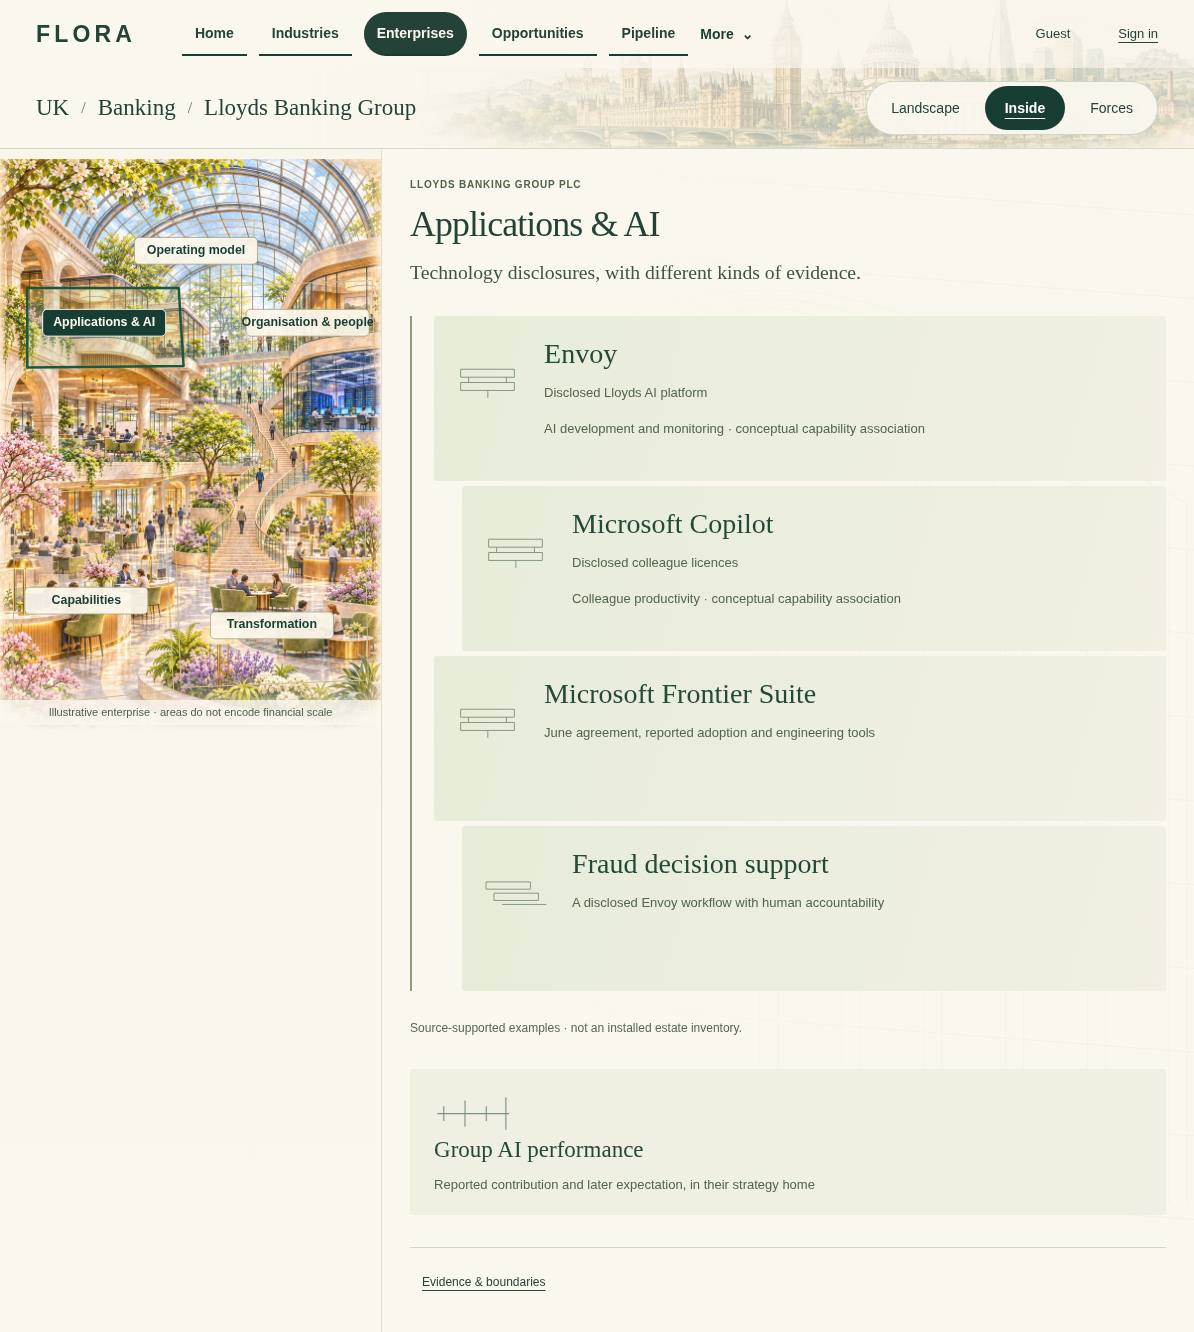 FLORA
Home
Industries
Enterprises
Opportunities
Pipeline
More
Guest
Sign in
UK / Banking / Lloyds Banking Group
Landscape
Inside
Forces
Operating model
Applications & AI
Organisation & people
Capabilities
Transformation
Illustrative enterprise · areas do not encode financial scale
LLOYDS BANKING GROUP PLC
Applications & AI
Technology disclosures, with different kinds of evidence.
Envoy
Disclosed Lloyds AI platform
AI development and monitoring · conceptual capability association
Microsoft Copilot
Disclosed colleague licences
Colleague productivity · conceptual capability association
Microsoft Frontier Suite
June agreement, reported adoption and engineering tools
Fraud decision support
A disclosed Envoy workflow with human accountability
Source-supported examples · not an installed estate inventory.
Group AI performance
Reported contribution and later expectation, in their strategy home
Evidence & boundaries